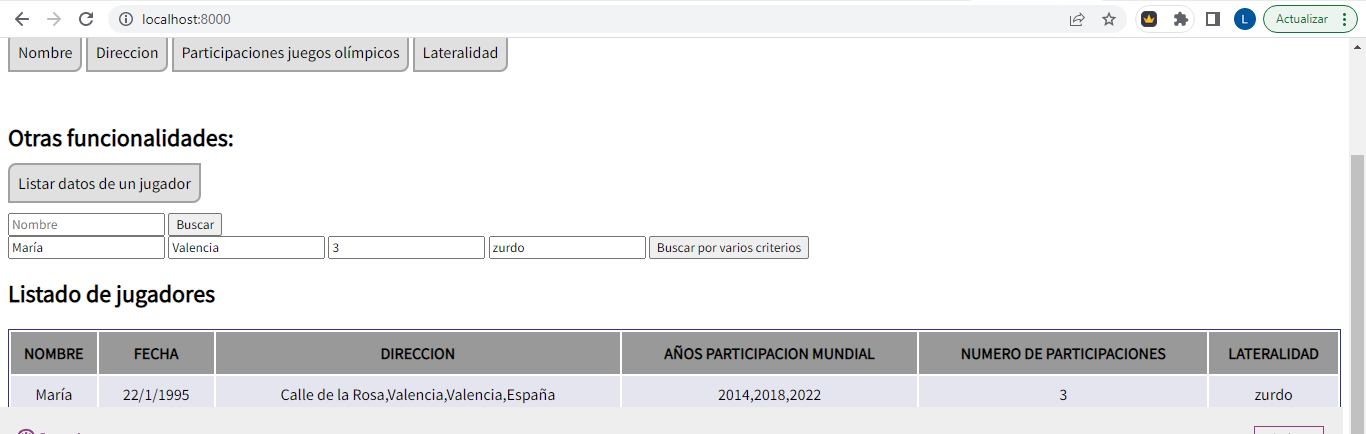 localhost:8000 L Actualizar
Nombre Direccion Participaciones juegos olímpicos Lateralidad
Otras funcionalidades:
Listar datos de un jugador
Nombre Buscar
María Valencia 3 zurdo Buscar por varios criterios
Listado de jugadores
NOMBRE FECHA DIRECCION AÑOS PARTICIPACION MUNDIAL NUMERO DE PARTICIPACIONES LATERALIDAD
María 22/1/1995 Calle de la Rosa,Valencia,Valencia,España 2014,2018,2022 3 zurdo